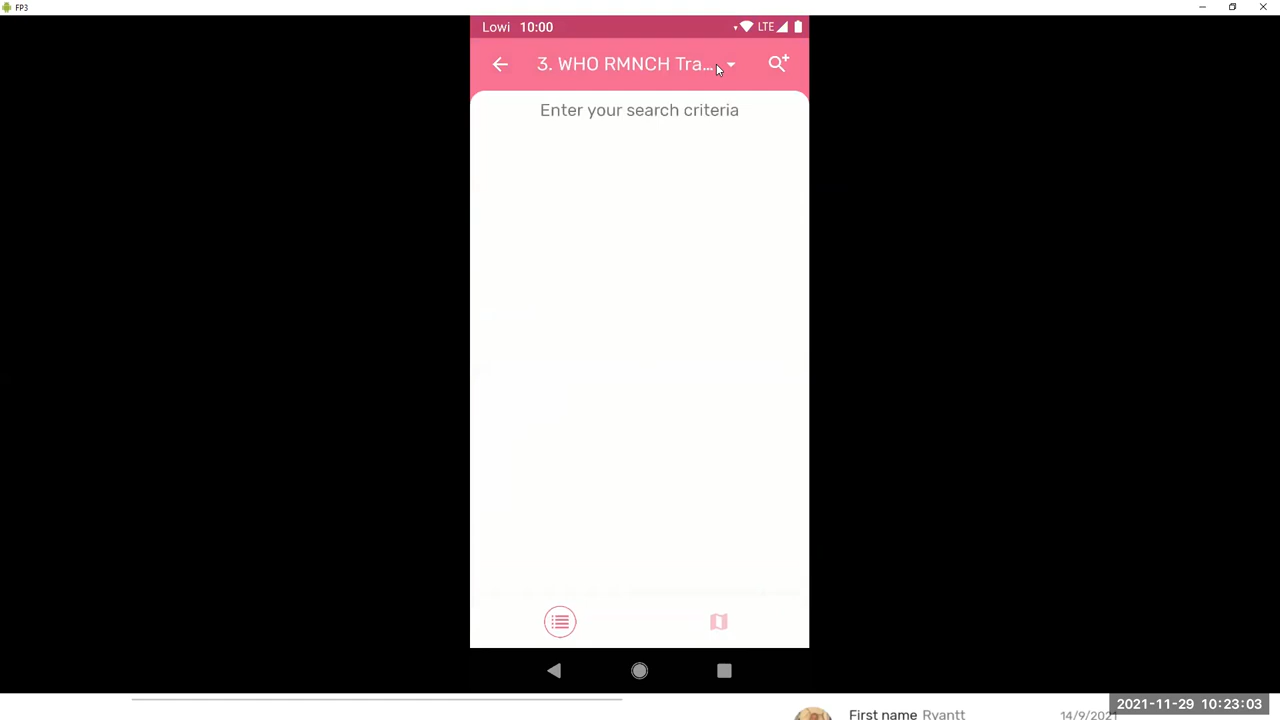 FP3
Lowi 10:00 LTE
3. WHO RMNCH Tra...
Enter your search criteria
2021-11-29 10:23:03
First name Ryantt 14/9/2021